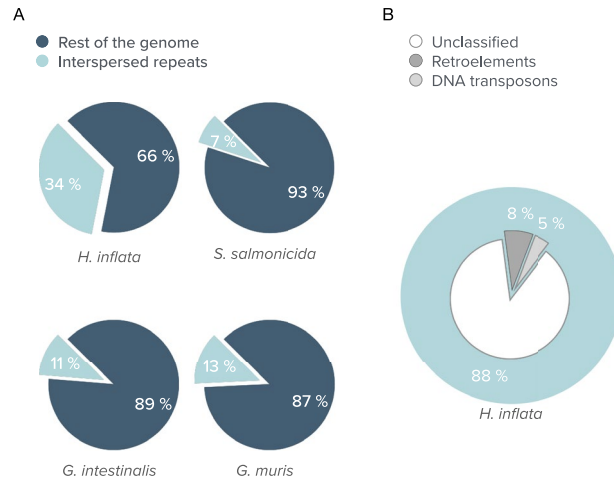 A
Rest of the genome
Interspersed repeats
66 %
34 %
H. inflata
7 %
93 %
S. salmonicida
11 %
89 %
G. intestinalis
13 %
87 %
G. muris
B
Unclassified
Retroelements
DNA transposons
8 %
5 %
88 %
H. inflata